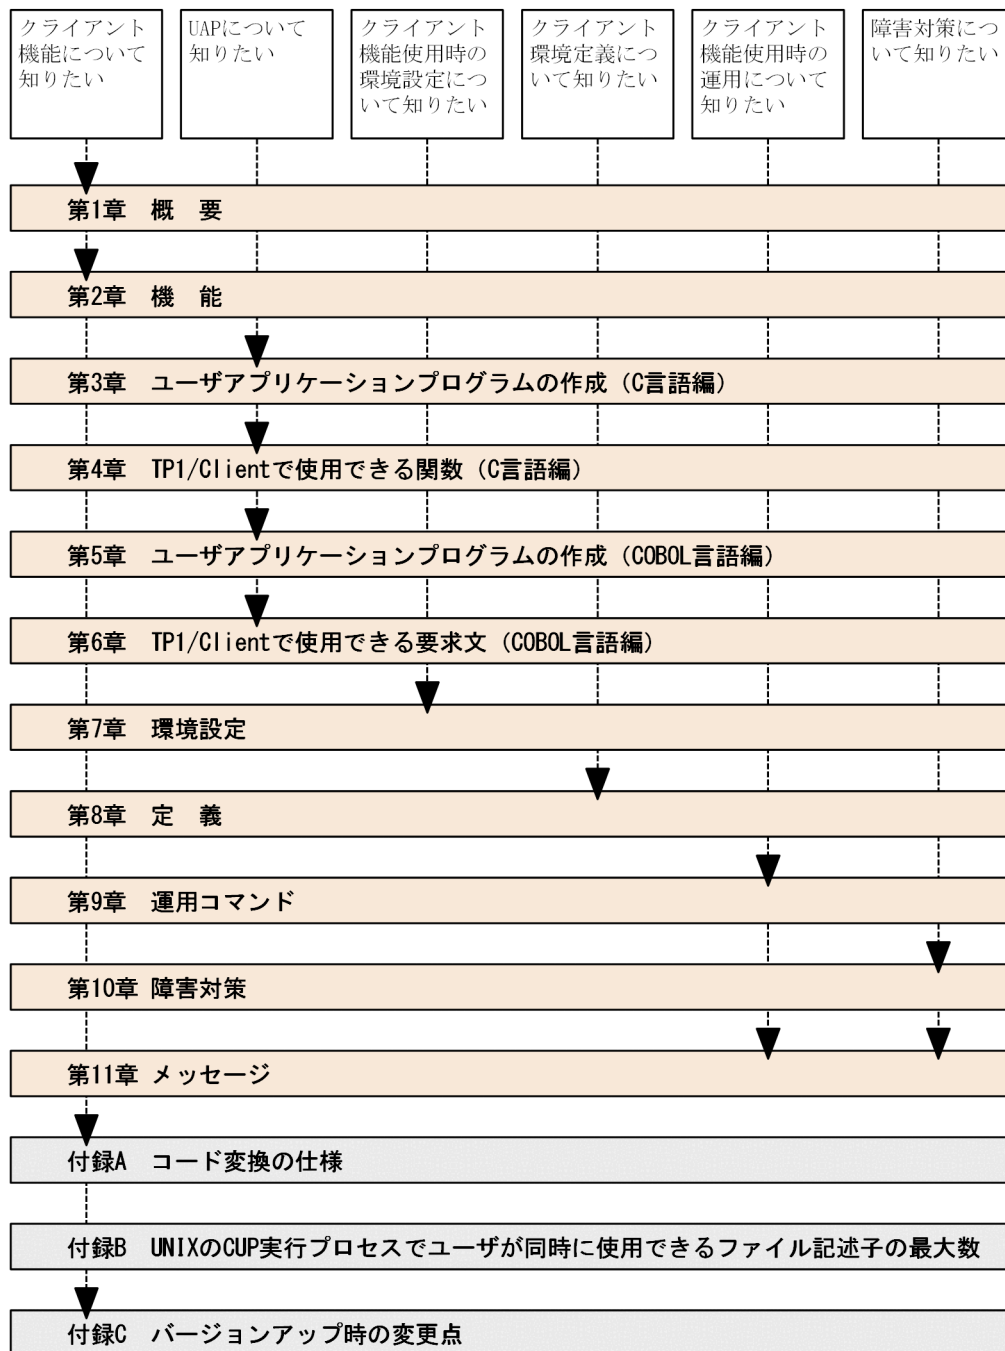 クライアント
機能について
知りたい
UAPについて
知りたい
クライアント
機能使用時の
環境設定につ
いて知りたい
クライアント
環境定義につ
いて知りたい
クライアント
機能使用時の
運用について
知りたい
障害対策につ
いて知りたい
第1章 概 要
第2章 機 能
第3章 ユーザアプリケーションプログラムの作成（C言語編）
第4章 TP1/Clientで使用できる関数（C言語編）
第5章 ユーザアプリケーションプログラムの作成（COBOL言語編）
第6章 TP1/Clientで使用できる要求文（COBOL言語編）
第7章 環境設定
第8章 定 義
第9章 運用コマンド
第10章 障害対策
第11章 メッセージ
付録A コード変換の仕様
付録B UNIXのCUP実行プロセスでユーザが同時に使用できるファイル記述子の最大数
付録C バージョンアップ時の変更点